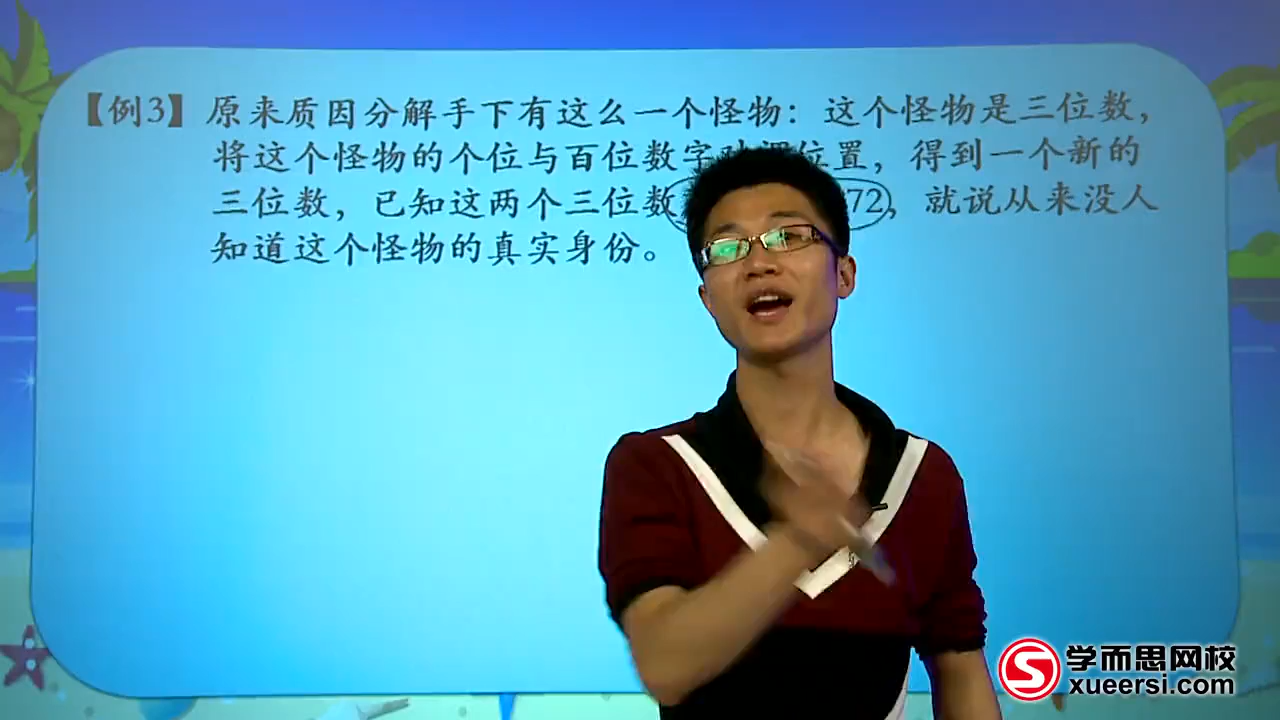 【例3】原来质因分解手下有这么一个怪物：这个怪物是三位数，
将这个怪物的个位与百位数字 位置，得到一个新的
三位数，已知这两个三位数 72，就说从来没人
知道这个怪物的真实身份。
学而思网校
xueersi.com